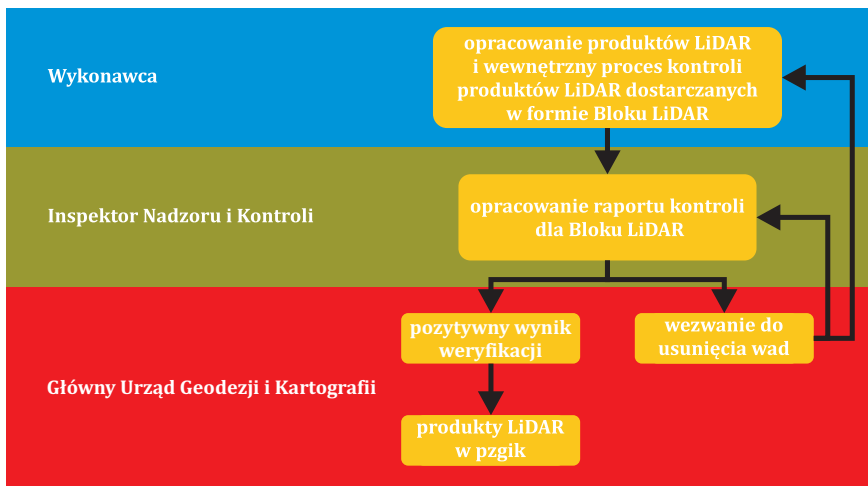 Wykonawca
opracowanie produktów LiDAR
i wewnętrzny proces kontroli
produktów LiDAR dostarczanych
w formie Bloku LiDAR
Inspektor Nadzoru i Kontroli
opracowanie raportu kontroli
dla Bloku LiDAR
Główny Urząd Geodezji i Kartografii
pozytywny wynik
weryfikacji
wezwanie do
usunięcia wad
produkty LiDAR
w pzgik